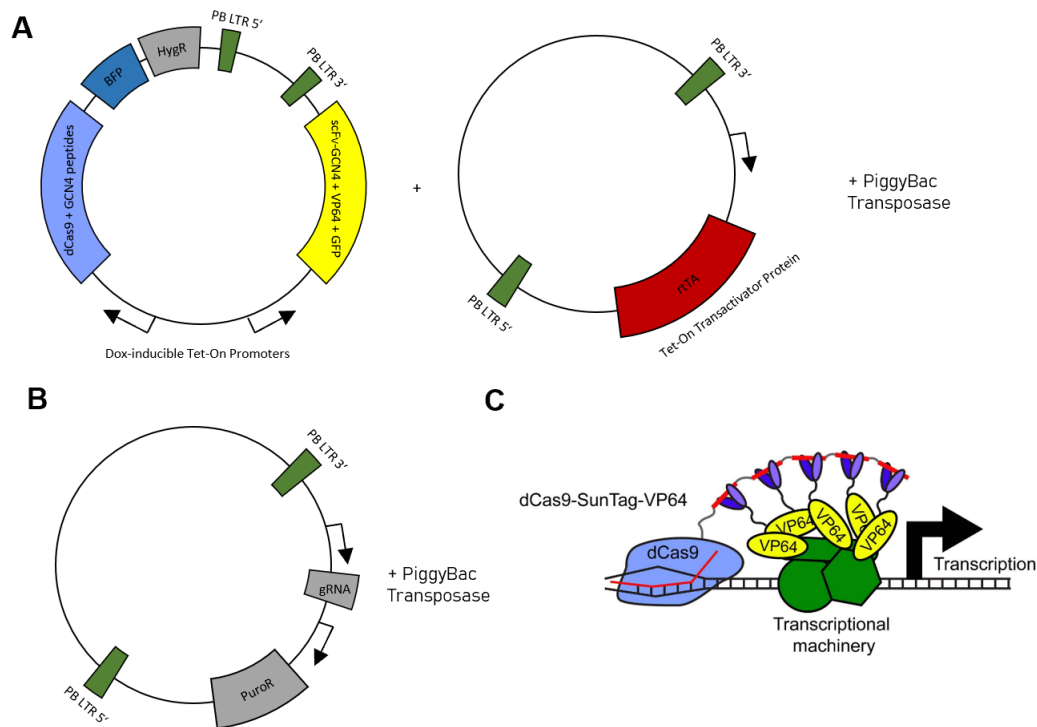 A
PB LTR 5′
HygR
BFP
PB LTR 3′
dCas9 + GCN4 peptides
scFv-GCN4 + VP64 + GFP
Dox-inducible Tet-On Promoters
+
PB LTR 3′
PB LTR 5′
rtTA
Tet-On Transactivator Protein
+ PiggyBac
Transposase
B
PB LTR 3′
gRNA
PuroR
PB LTR 5′
+ PiggyBac
Transposase
C
dCas9-SunTag-VP64
dCas9
VP64
VP64
VP64
VP64
Transcription
Transcriptional
machinery